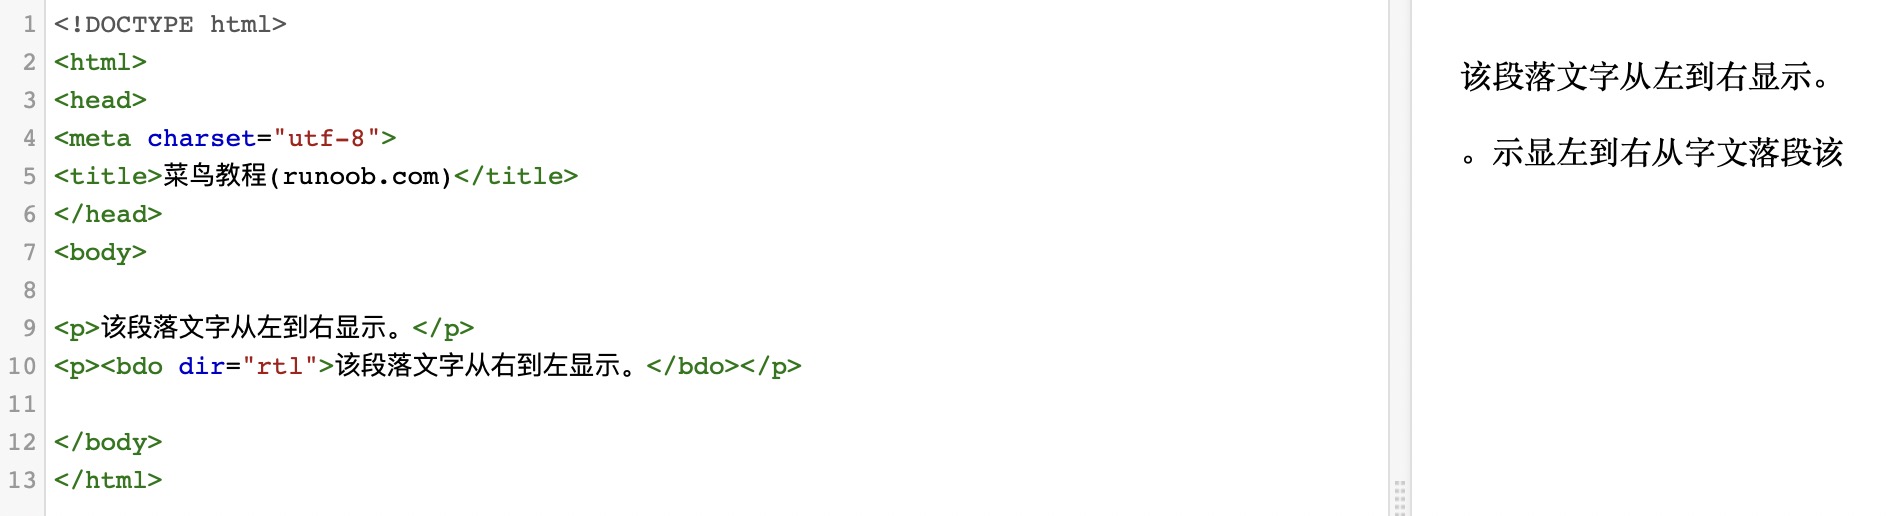 1 <!DOCTYPE html>
2 <html>
3 <head>
4 <meta charset="utf-8">
5 <title>菜鸟教程(runoob.com)</title>
6 </head>
7 <body>
8
9 <p>该段落文字从左到右显示。</p>
10 <p><bdo dir="rtl">该段落文字从右到左显示。</bdo></p>
11
12 </body>
13 </html>
该段落文字从左到右显示。
。示显左到右从字文落段该